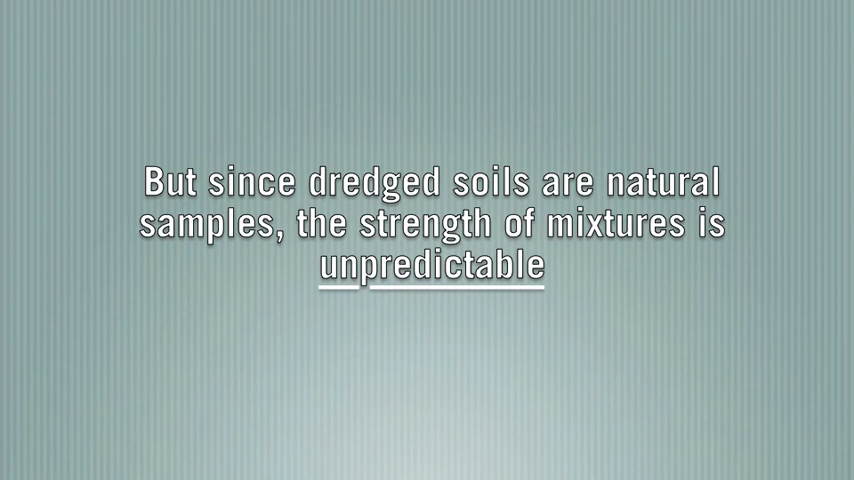 But since dredged soils are natural
samples, the strength of mixtures is
unpredictable